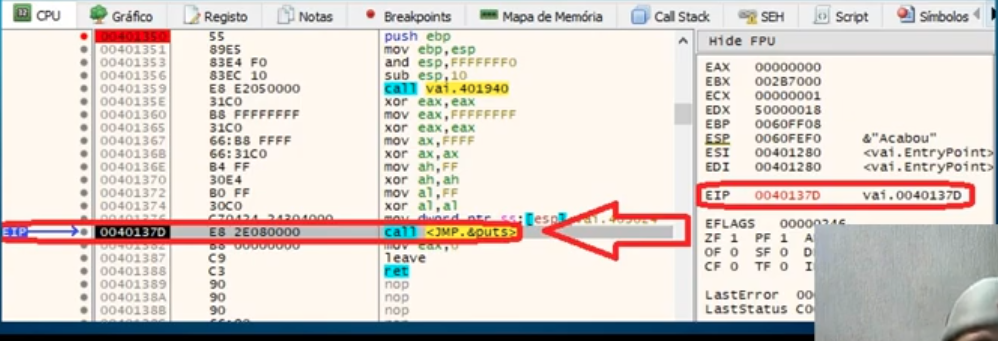 CPU Gráfico Registo Notas Breakpoints Mapa de Memória Call Stack SEH Script Símbolos
00401350 55 push ebp
00401351 89E5 mov ebp,esp
00401353 83E4 F0 and esp,FFFFFFF0
00401356 83EC 10 sub esp,10
00401359 E8 E2050000 call vai.401940
0040135E 31C0 xor eax,eax
00401360 B8 FFFFFFFF mov eax,FFFFFFFF
00401365 31C0 xor eax,eax
00401367 66:B8 FFFF mov ax,FFFF
0040136B 66:31C0 xor ax,ax
0040136E B4 FF mov ah,FF
00401370 30E4 xor ah,ah
00401372 B0 FF mov al,FF
00401374 30C0 xor al,al
00401376 C70424 24304000 mov dword ptr ss:[esp],vai.403024
EIP 0040137D E8 2E080000 call <JMP.&puts>
00401382 B8 00000000 mov eax,0
00401387 C9 leave
00401388 C3 ret
00401389 90 nop
0040138A 90 nop
0040138B 90 nop
Hide FPU
EAX 00000000
EBX 002B7000
ECX 00000001
EDX 50000018
EBP 0060FF08
ESP 0060FEF0 &"Acabou"
ESI 00401280 <vai.EntryPoint>
EDI 00401280 <vai.EntryPoint>
EIP 0040137D vai.0040137D
EFLAGS 00000246
ZF 1 PF 1
OF 0 SF 0
CF 0 TF 0
LastError
LastStatus